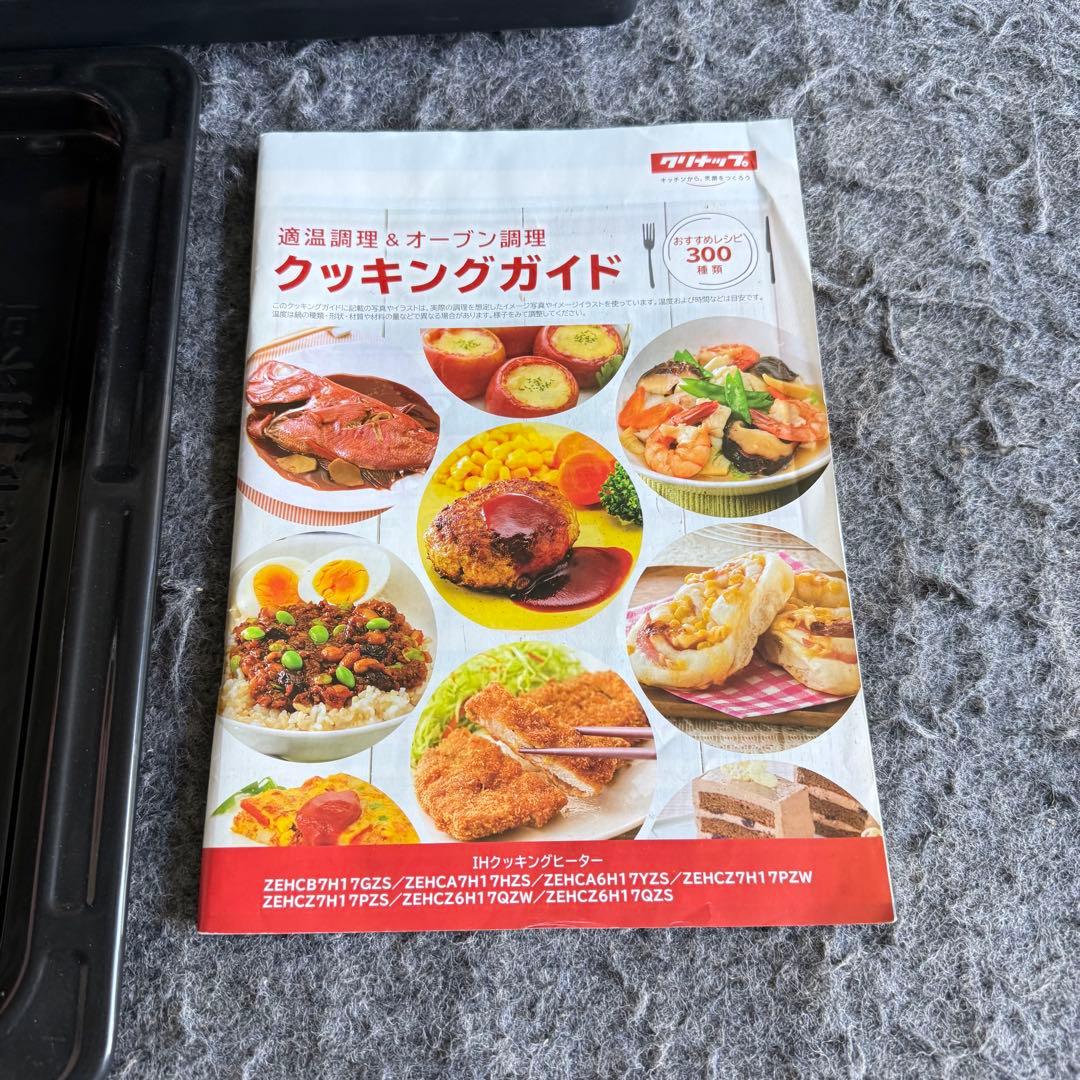 クリナップ。
キッチンから、笑顔をつくろう
適温調理&オーブン調理
クッキングガイド
おすすめレシピ
300
種類
このクッキングガイドに記載の写真やイラストは、実際の調理を想定したイメージ写真やイメージイラストを使っています。温度および時間などは目安です。
温度は鍋の種類・形状・材質や材料の量などで異なる場合があります。様子をみて調整してください。
IHクッキングヒーター
ZEHCB7H17GZS/ZEHCA7H17HZS/ZEHCA6H17YZS/ZEHCZ7H17PZW
ZEHCZ7H17PZS/ZEHCZ6H17QZW/ZEHCZ6H17QZS